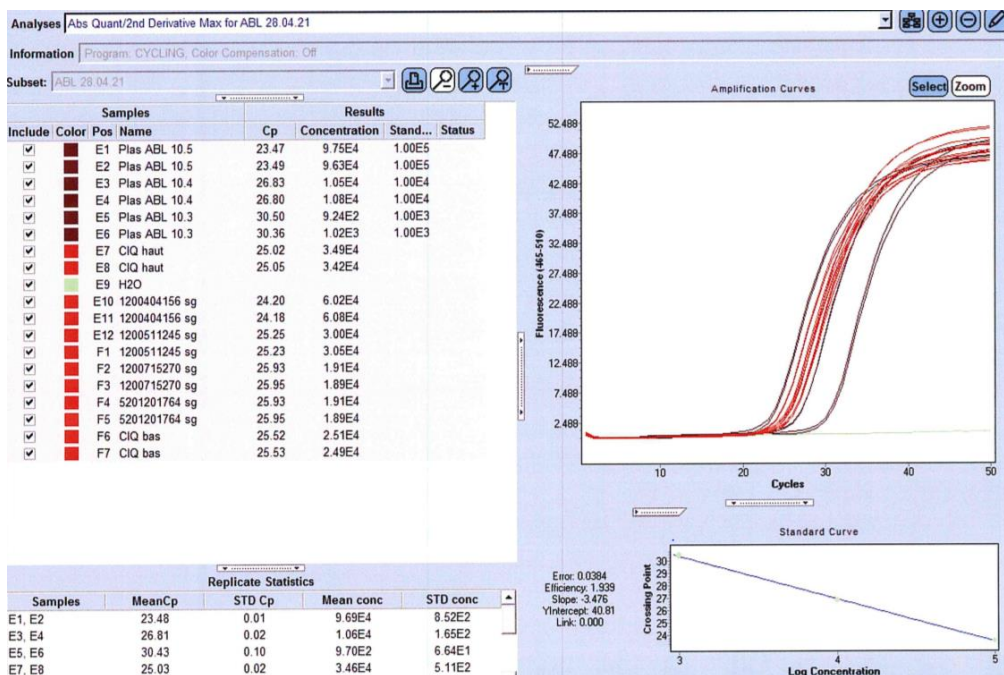 Analyses Abs Quant/2nd Derivative Max for ABL 28.04.21
Information Program: CYCLING, Color Compensation: Off
Subset: ABL 28.04.21
Samples Results
Include Color Pos Name Cp Concentration Stand... Status
E1 Plas ABL 10.5 23.47 9.75E4 1.00E5
E2 Plas ABL 10.5 23.49 9.63E4 1.00E5
E3 Plas ABL 10.4 26.83 1.05E4 1.00E4
E4 Plas ABL 10.4 26.80 1.08E4 1.00E4
E5 Plas ABL 10.3 30.50 9.24E2 1.00E3
E6 Plas ABL 10.3 30.36 1.02E3 1.00E3
E7 CIQ haut 25.02 3.49E4
E8 CIQ haut 25.05 3.42E4
E9 H2O
E10 1200404156 sg 24.20 6.02E4
E11 1200404156 sg 24.18 6.08E4
E12 1200511245 sg 25.25 3.00E4
F1 1200511245 sg 25.23 3.05E4
F2 1200715270 sg 25.93 1.91E4
F3 1200715270 sg 25.95 1.89E4
F4 5201201764 sg 25.93 1.91E4
F5 5201201764 sg 25.95 1.89E4
F6 CIQ bas 25.52 2.51E4
F7 CIQ bas 25.53 2.49E4
Replicate Statistics
Samples MeanCp STD Cp Mean conc STD conc
E1, E2 23.48 0.01 9.69E4 8.52E2
E3, E4 26.81 0.02 1.06E4 1.65E2
E5, E6 30.43 0.10 9.70E2 6.64E1
E7, E8 25.03 0.02 3.46E4 5.11E2
Amplification Curves
Select Zoom
Fluorescence (465-510)
52.488
47.488
42.488
37.488
32.488
27.488
22.488
17.488
12.488
7.488
2.488
10 20 30 40 50
Cycles
Standard Curve
Error: 0.0384
Efficiency: 1.939
Slope: -3.476
YIntercept: 40.81
Link: 0.000
Crossing Point
30
29
27
26
25
24
3 4 5
Log Concentration